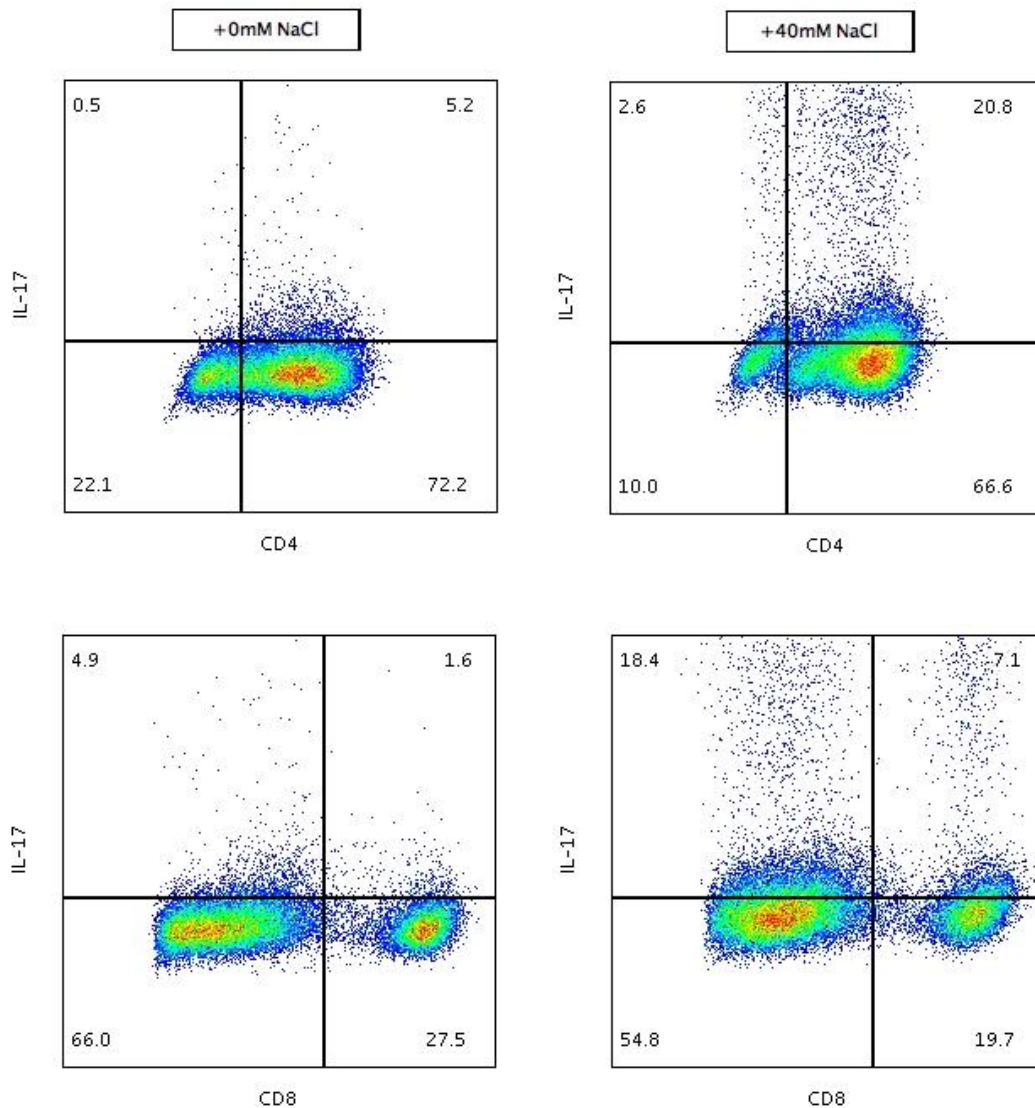 +0mM NaCl
+40mM NaCl
0.5 5.2
IL-17
22.1 72.2
CD4
2.6 20.8
IL-17
10.0 66.6
CD4
4.9 1.6
IL-17
66.0 27.5
CD8
18.4 7.1
IL-17
54.8 19.7
CD8